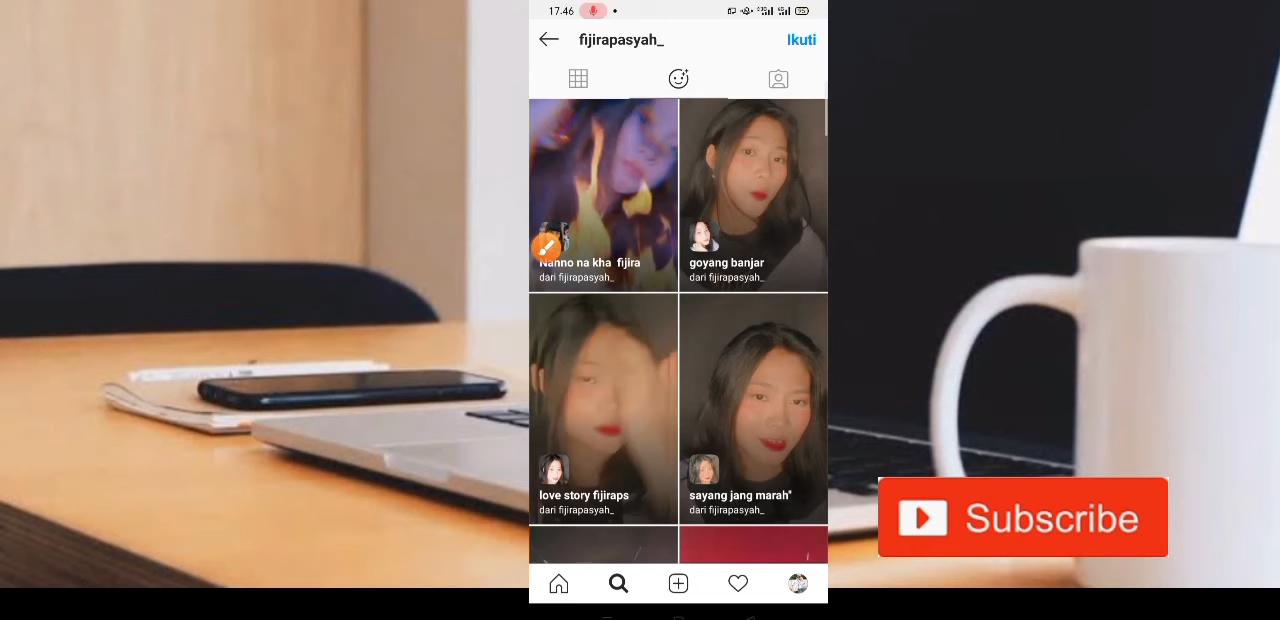 17.46
fijirapasyah_
Ikuti
Nanno na kha fijira
dari fijirapasyah_
goyang banjar
dari fijirapasyah_
love story fijiraps
dari fijirapasyah_
sayang jang marah"
dari fijirapasyah_
Subscribe